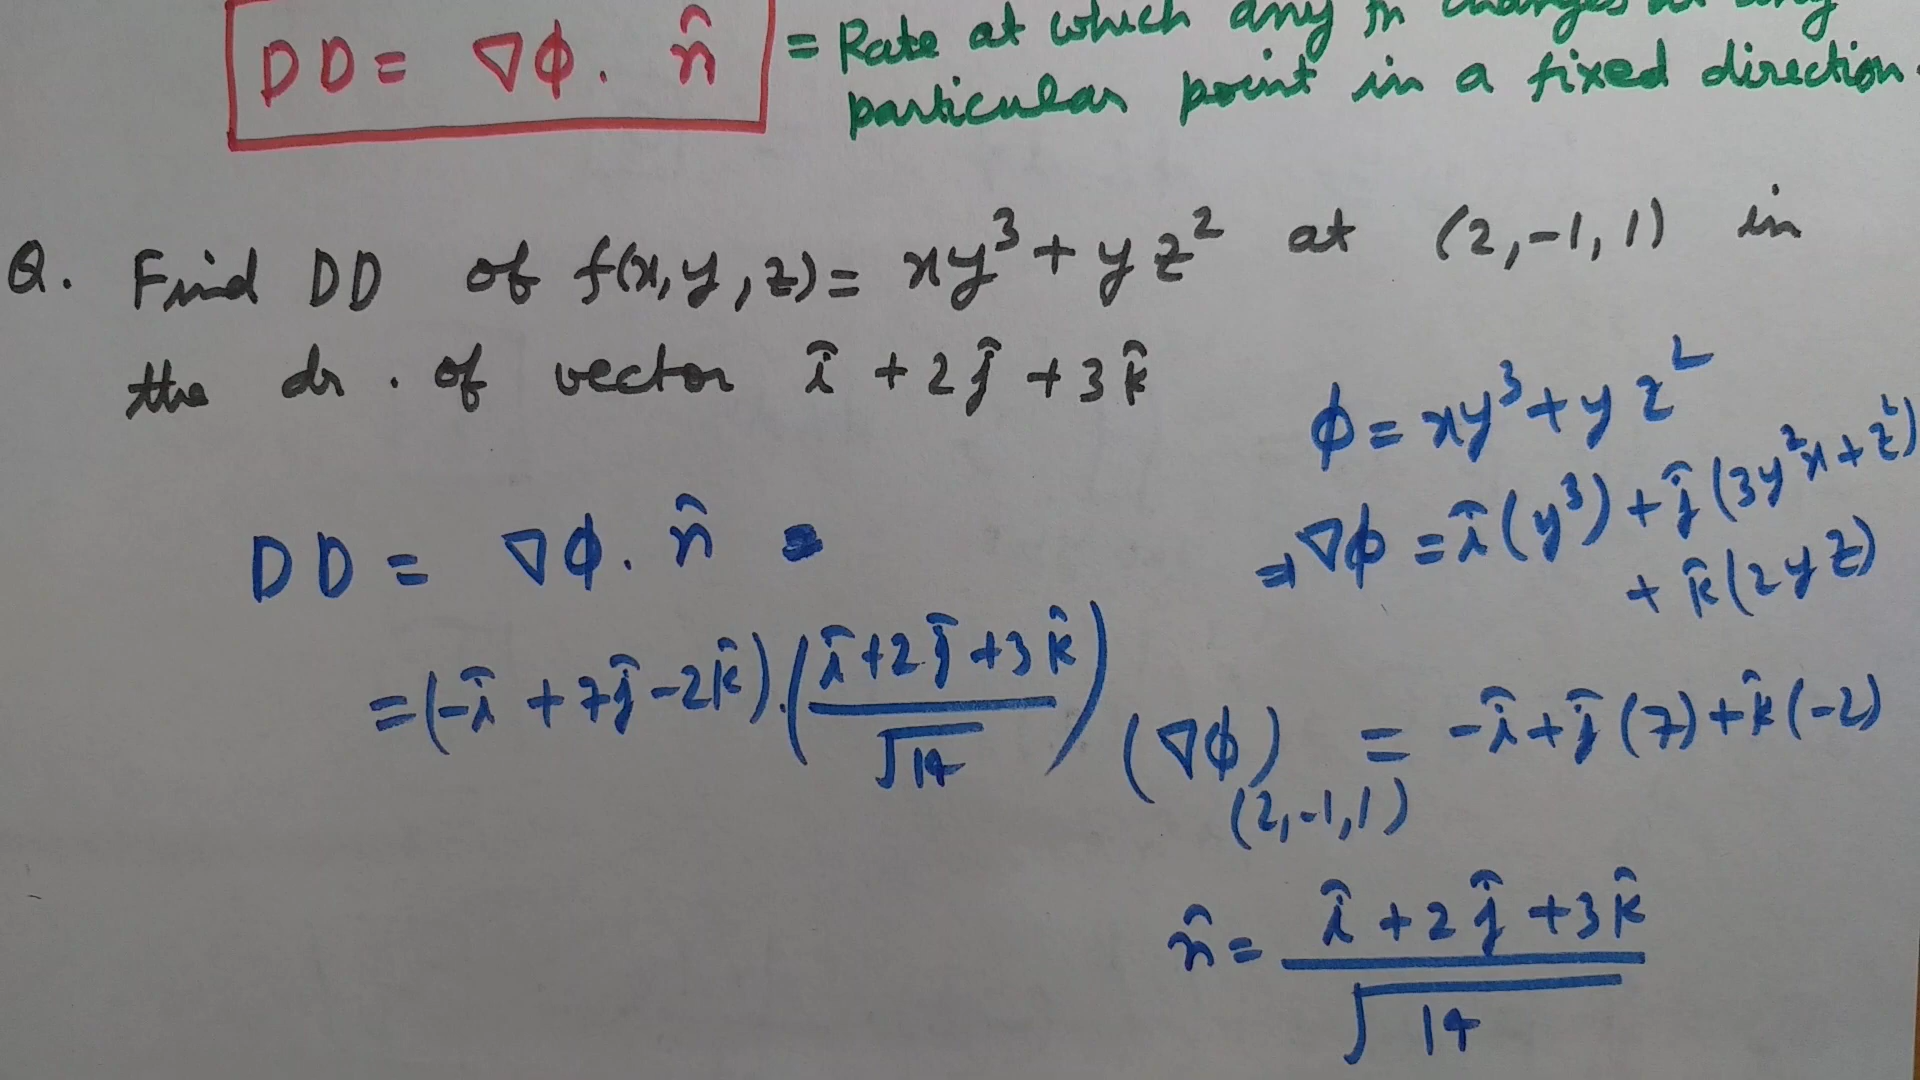 DD = ∇ϕ . n̂ = Rate at which any fn changes at any
particular point in a fixed direction.
Q. Find DD of f(x,y,z) = xy³ + yz² at (2,-1,1) in
the dr. of vector î + 2ĵ + 3k̂
ϕ = xy³ + yz²
⇒ ∇ϕ = î(y³) + ĵ(3y²x + z²)
+ k̂(2yz)
DD = ∇ϕ . n̂ =
= (-î + 7ĵ - 2k̂) . (î + 2ĵ + 3k̂ / √14)
(∇ϕ)(2,-1,1) = -î + ĵ(7) + k̂(-2)
n̂ = î + 2ĵ + 3k̂ / √14